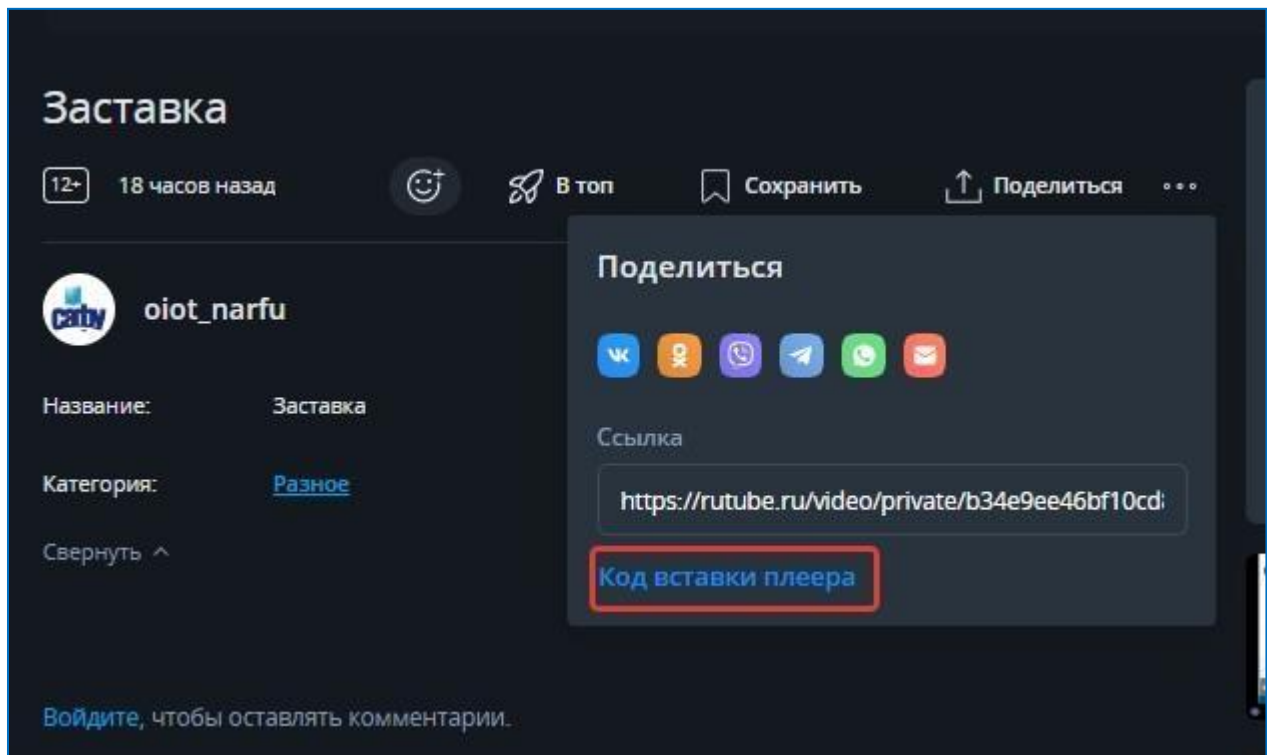 Заставка
12+ 18 часов назад В топ Сохранить Поделиться
Поделиться
сафу oiot_narfu
Название: Заставка
Ссылка
Категория: Разное
https://rutube.ru/video/private/b34e9ee46bf10cd
Свернуть
Код вставки плеера
Войдите, чтобы оставлять комментарии.